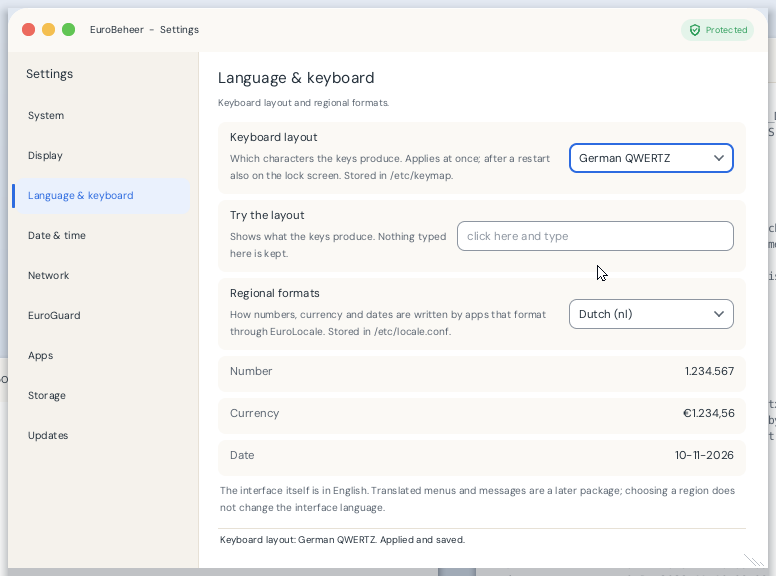 EuroBeheer - Settings
Protected
Settings
System
Display
Language & keyboard
Date & time
Network
EuroGuard
Apps
Storage
Updates
Language & keyboard
Keyboard layout and regional formats.
Keyboard layout
Which characters the keys produce. Applies at once; after a restart
also on the lock screen. Stored in /etc/keymap.
German QWERTZ
Try the layout
Shows what the keys produce. Nothing typed
here is kept.
click here and type
Regional formats
How numbers, currency and dates are written by apps that format
through EuroLocale. Stored in /etc/locale.conf.
Dutch (nl)
Number
1.234.567
Currency
€1.234,56
Date
10-11-2026
The interface itself is in English. Translated menus and messages are a later package; choosing a region does
not change the interface language.
Keyboard layout: German QWERTZ. Applied and saved.